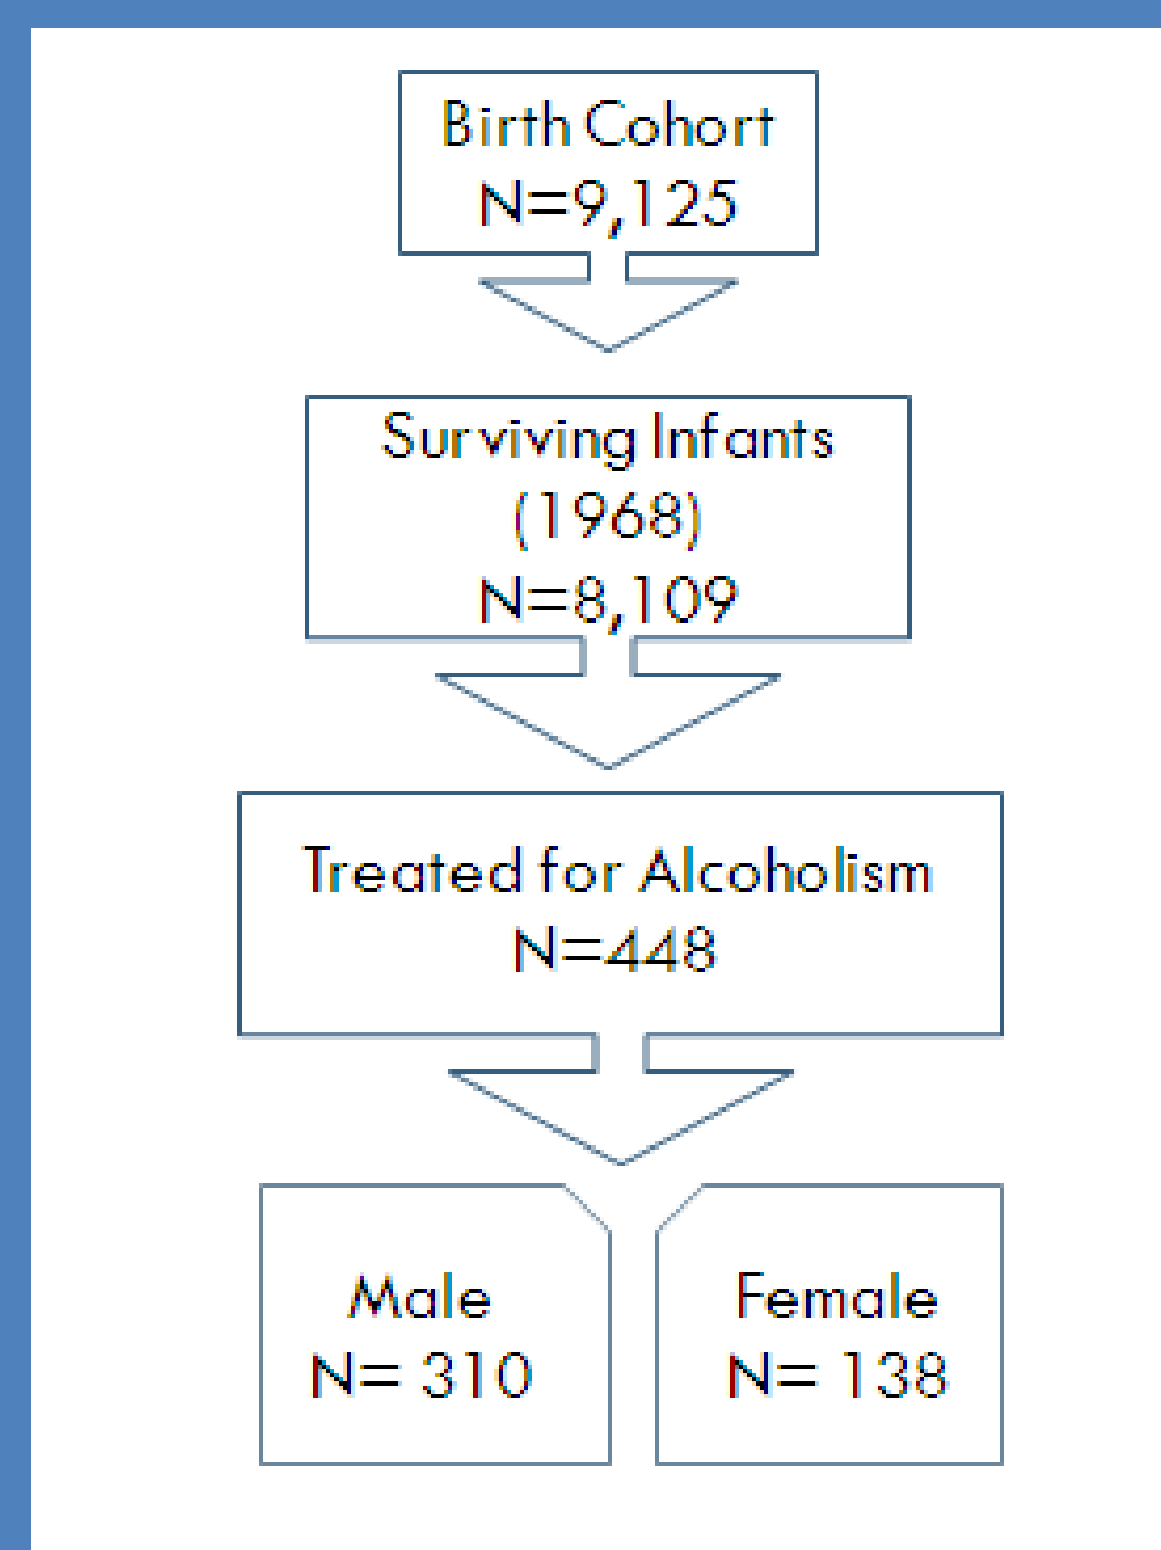 Birth Cohort
N=9,125
Surviving Infants
(1968)
N=8,109
Treated for Alcoholism
N=448
Male
N= 310
Female
N= 138